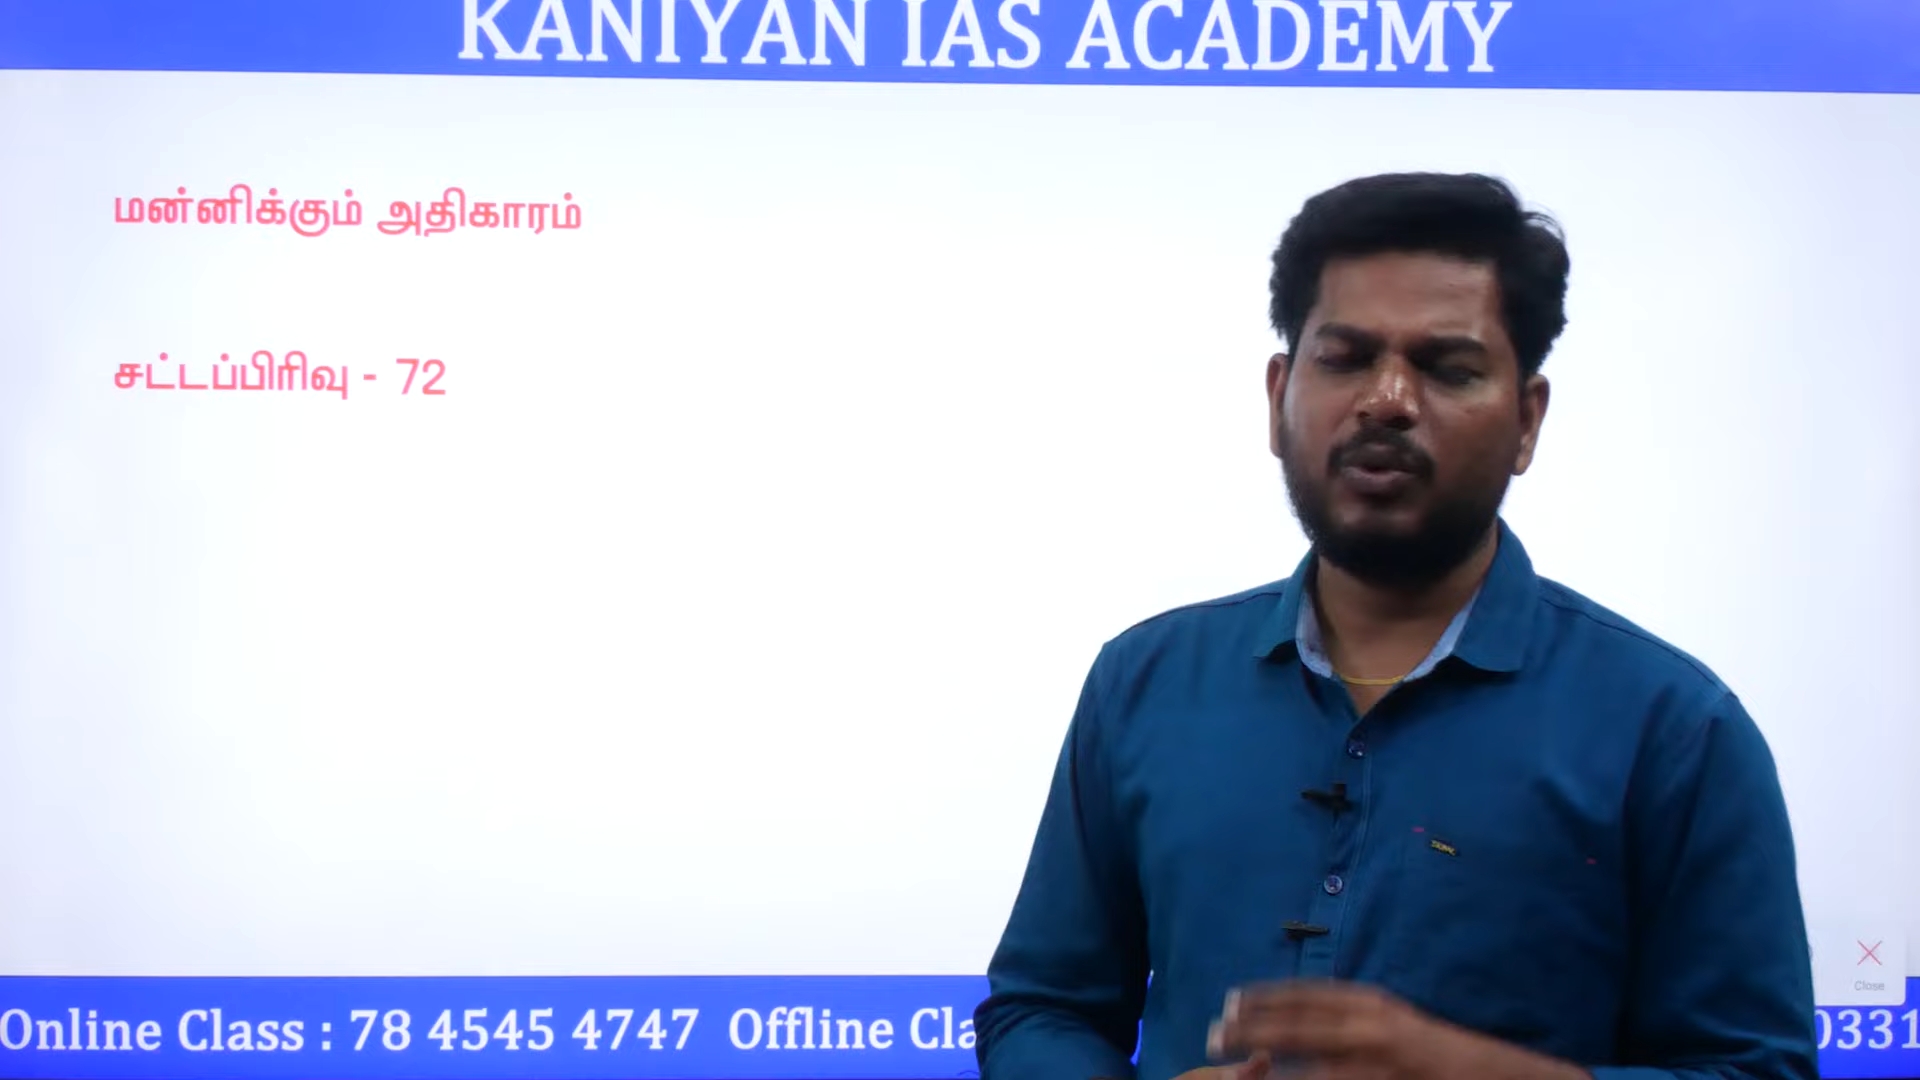 KANIYAN IAS ACADEMY
மன்னிக்கும் அதிகாரம்
சட்டப்பிரிவு - 72
Close
Online Class : 78 4545 4747 Offline Cla 0331